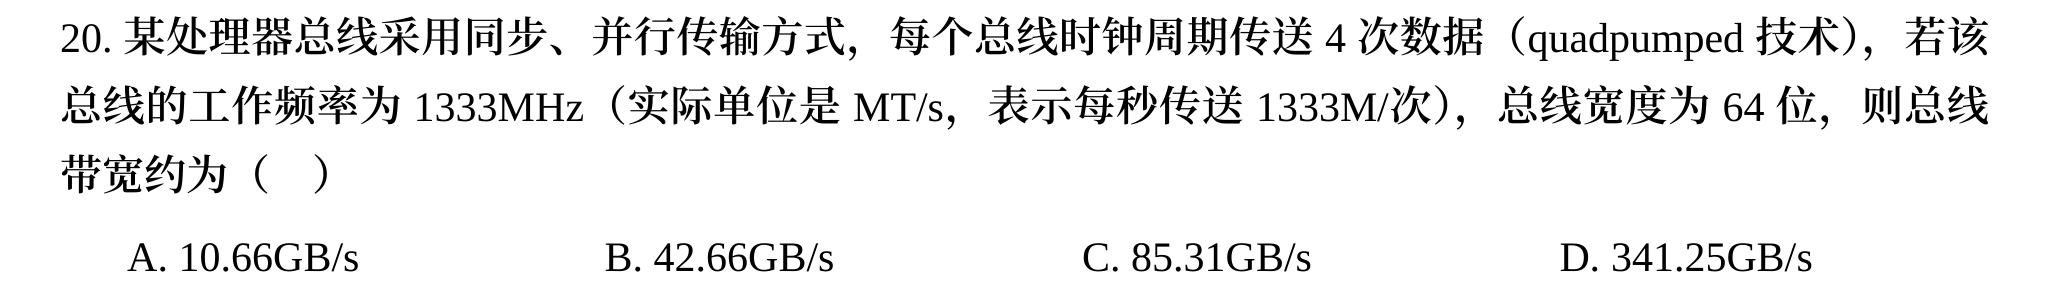 20. 某处理器总线采用同步、并行传输方式，每个总线时钟周期传送 4 次数据（quadpumped 技术），若该
总线的工作频率为 1333MHz（实际单位是 MT/s，表示每秒传送 1333M/次），总线宽度为 64 位，则总线
带宽约为（　）
A. 10.66GB/s B. 42.66GB/s C. 85.31GB/s D. 341.25GB/s